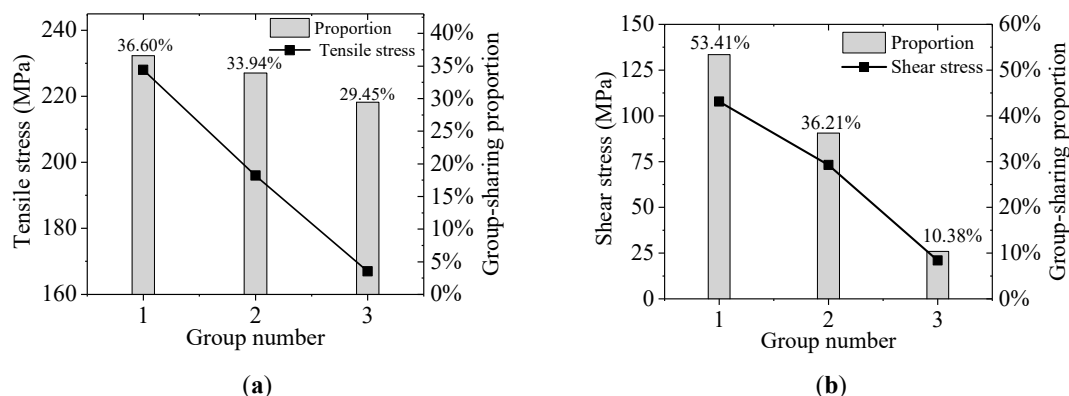 Tensile stress (MPa)
240
220
200
180
160
36.60%
33.94%
29.45%
Proportion
Tensile stress
40%
35%
30%
25%
20%
15%
10%
5%
0%
Group-sharing proportion
1 2 3
Group number
(a)
Shear stress (MPa)
150
125
100
75
50
25
0
53.41%
36.21%
10.38%
Proportion
Shear stress
60%
50%
40%
30%
20%
10%
0%
Group-sharing proportion
1 2 3
Group number
(b)